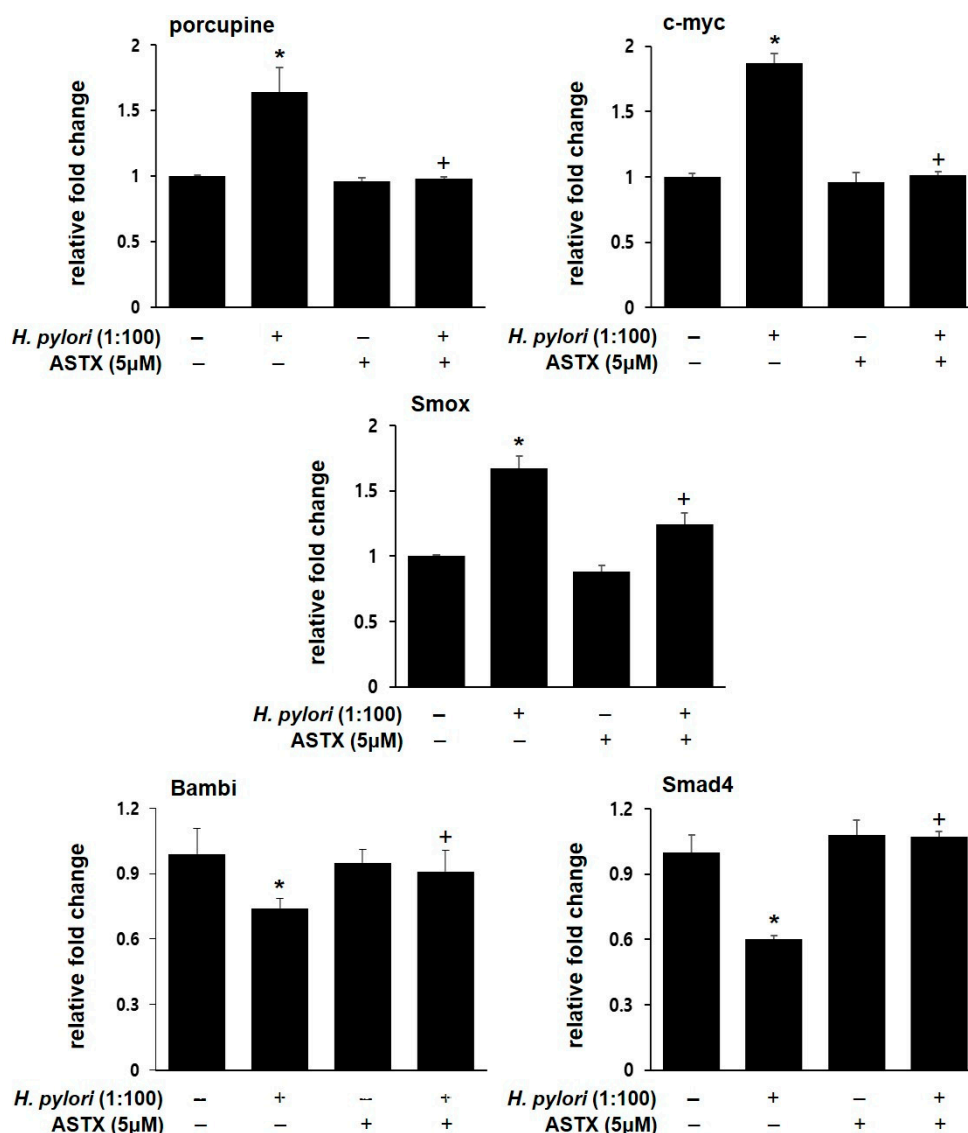 porcupine
2
1.5
1
0.5
0
relative fold change
*
+
H. pylori (1:100) – + – +
ASTX (5µM) – – + +
c-myc
2
1.5
1
0.5
0
relative fold change
*
+
H. pylori (1:100) – + – +
ASTX (5µM) – – + +
Smox
2
1.5
1
0.5
0
relative fold change
*
+
H. pylori (1:100) – + – +
ASTX (5µM) – – + +
Bambi
1.2
0.9
0.6
0.3
0
relative fold change
*
+
H. pylori (1:100) – + – +
ASTX (5µM) – – + +
Smad4
1.2
0.9
0.6
0.3
0
relative fold change
*
+
H. pylori (1:100) – + – +
ASTX (5µM) – – + +